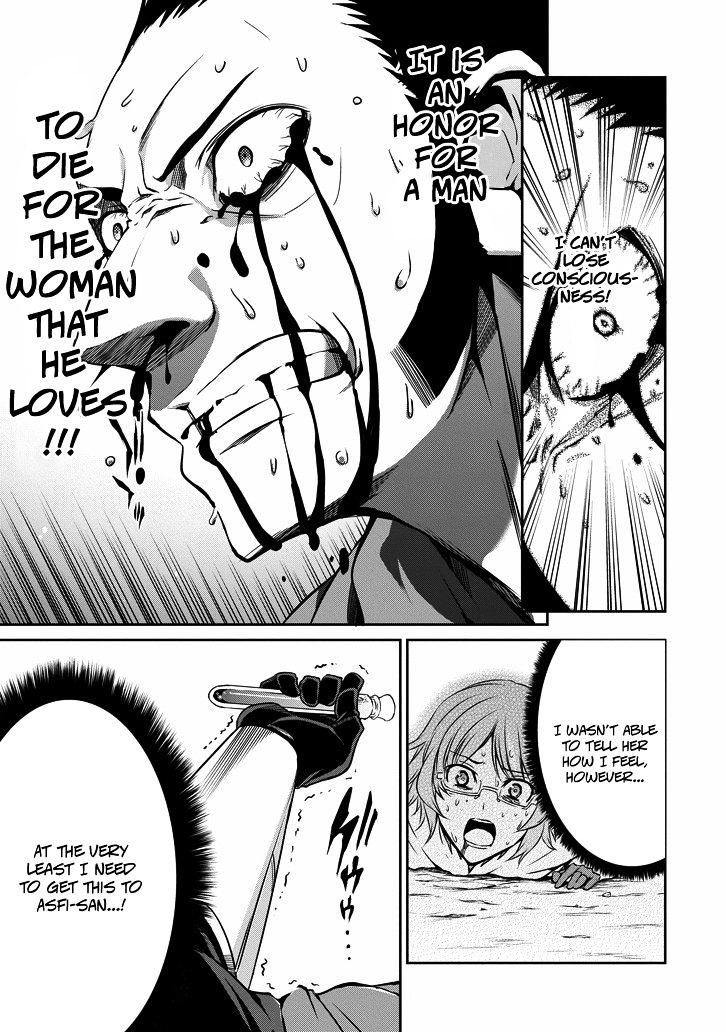 I CAN'T
LOSE
CONSCIOUS-
NESS!
IT IS
AN
HONOR
FOR
A MAN
TO
DIE
FOR
THE
WOMAN
THAT
HE
LOVES
!!!
I WASN'T ABLE
TO TELL HER
HOW I FEEL,
HOWEVER...
AT THE VERY
LEAST I NEED
TO GET THIS TO
ASFI-SAN...!